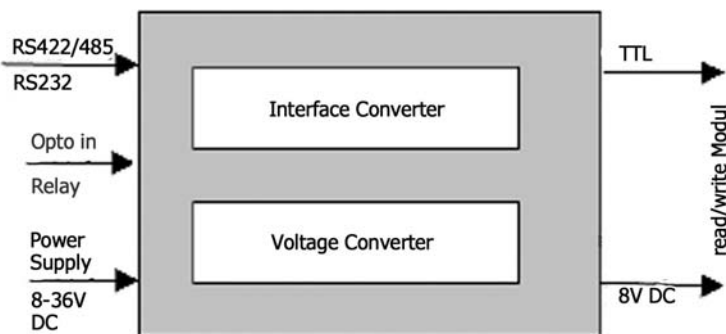 RS422/485
RS232
Opto in
Relay
Power
Supply
8-36V
DC
Interface Converter
Voltage Converter
TTL
8V DC
read/write Modul